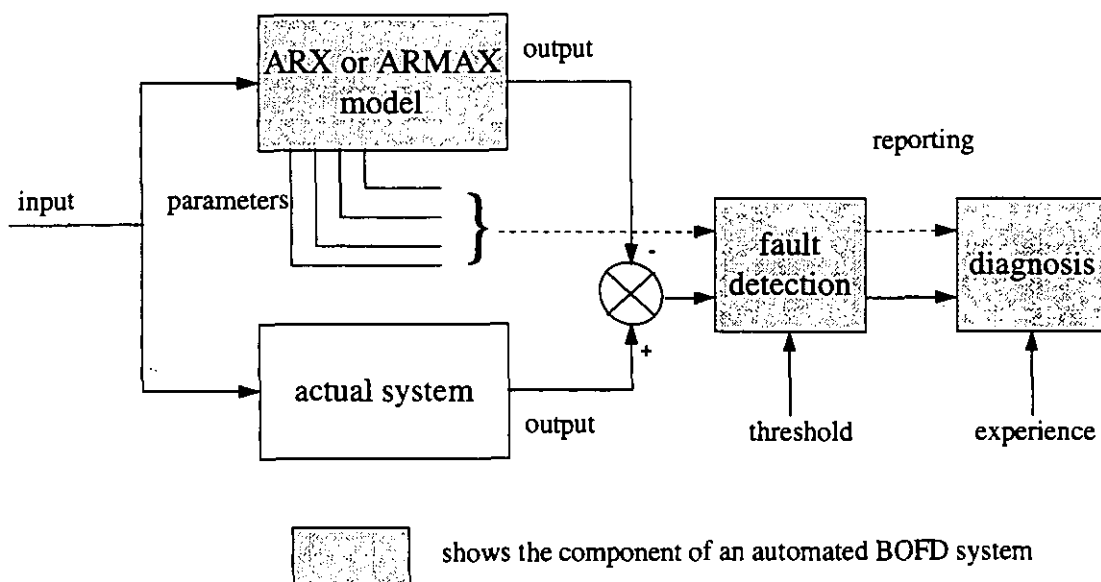 ARX or ARMAX
model
output
reporting
input
parameters
fault
detection
diagnosis
-
+
actual system
output
threshold
experience
shows the component of an automated BOFD system